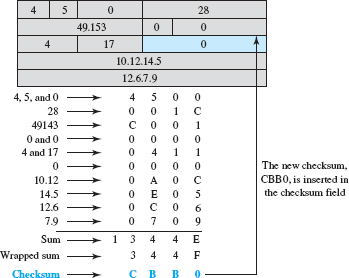 4 5 0 28
49.153 0 0
4 17 0
10.12.14.5
12.6.7.9
4, 5, and 0 4 5 0 0
28 0 0 1 C
49143 C 0 0 1
0 and 0 0 0 0 0
4 and 17 0 4 1 1
0 0 0 0 0
10.12 0 A 0 C
14.5 0 E 0 5
12.6 0 C 0 6
7.9 0 7 0 9
Sum 1 3 4 4 E
Wrapped sum 3 4 4 F
Checksum C B B 0
The new checksum,
CBB0, is inserted in
the checksum field